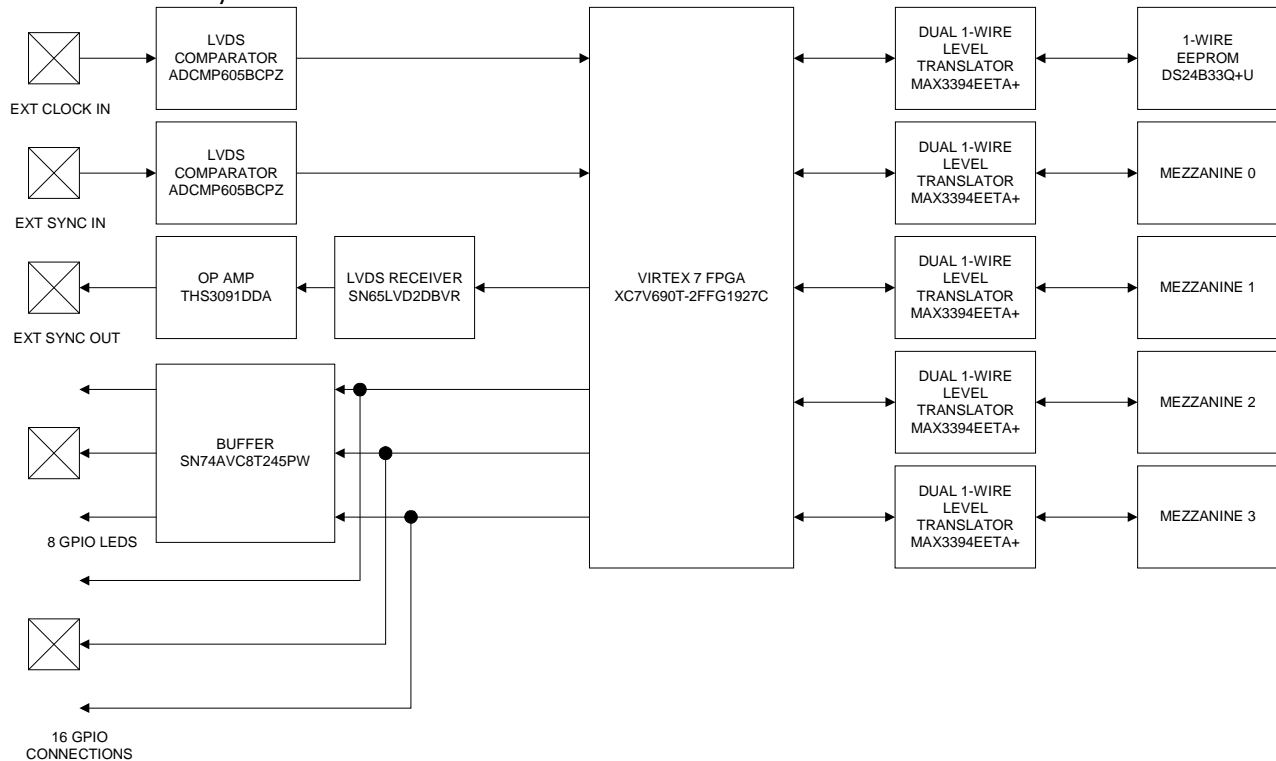 LVDS
COMPARATOR
ADCMP605BCPZ
EXT CLOCK IN
LVDS
COMPARATOR
ADCMP605BCPZ
EXT SYNC IN
OP AMP
THS3091DDA
LVDS RECEIVER
SN65LVD2DBVR
EXT SYNC OUT
BUFFER
SN74AVC8T245PW
8 GPIO LEDS
16 GPIO
CONNECTIONS
VIRTEX 7 FPGA
XC7V690T-2FFG1927C
DUAL 1-WIRE
LEVEL
TRANSLATOR
MAX3394EETA+
1-WIRE
EEPROM
DS24B33Q+U
DUAL 1-WIRE
LEVEL
TRANSLATOR
MAX3394EETA+
MEZZANINE 0
DUAL 1-WIRE
LEVEL
TRANSLATOR
MAX3394EETA+
MEZZANINE 1
DUAL 1-WIRE
LEVEL
TRANSLATOR
MAX3394EETA+
MEZZANINE 2
DUAL 1-WIRE
LEVEL
TRANSLATOR
MAX3394EETA+
MEZZANINE 3